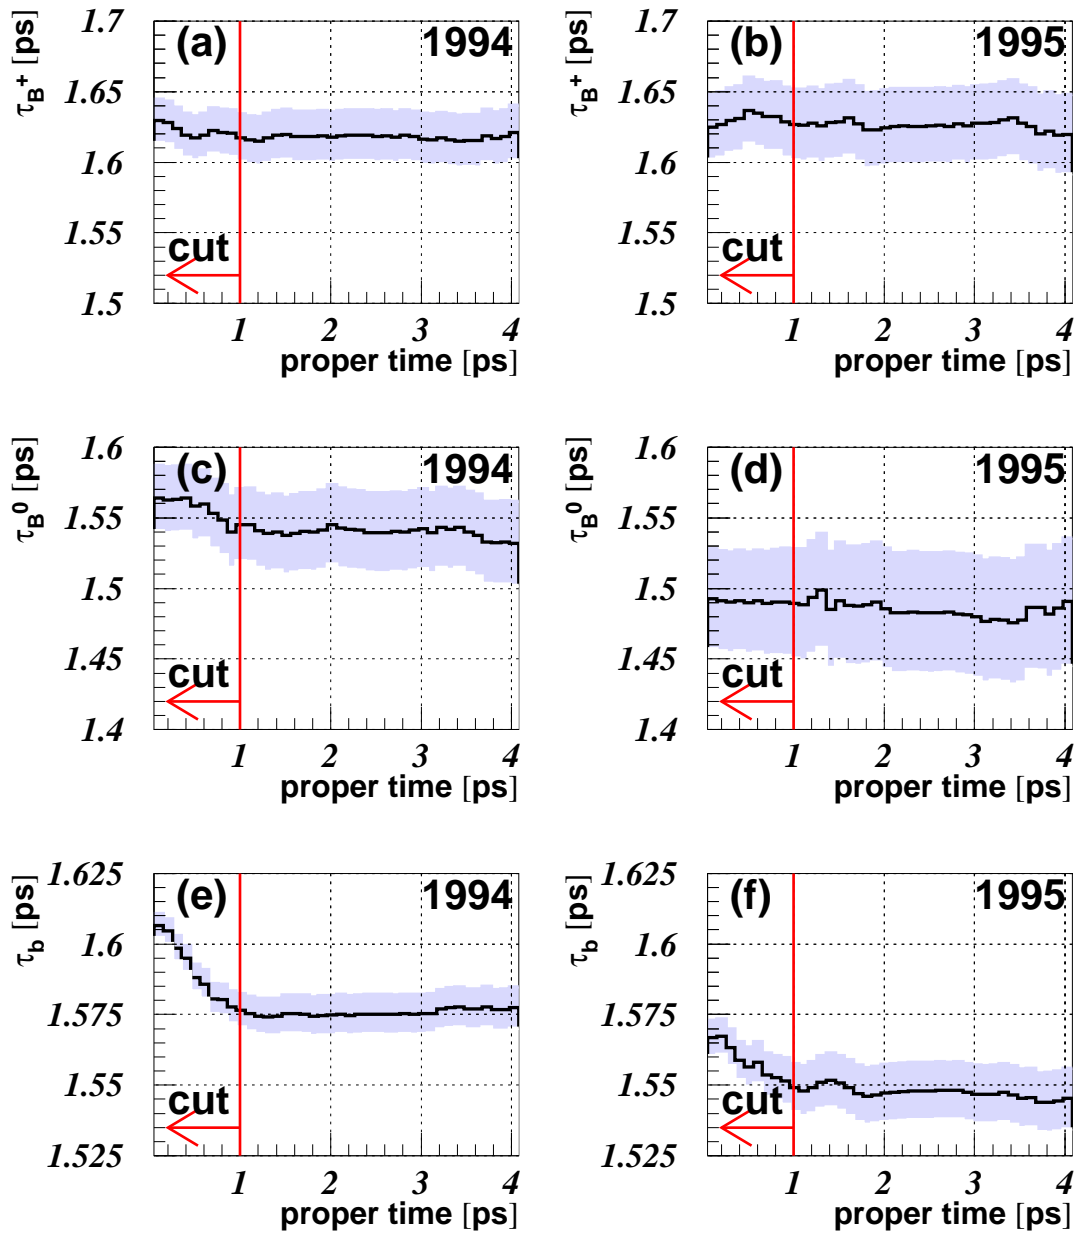 τB+ [ps]
1.7
1.65
1.6
1.55
1.5
(a)
1994
cut
1
2
3
4
proper time [ps]
τB+ [ps]
1.7
1.65
1.6
1.55
1.5
(b)
1995
cut
1
2
3
4
proper time [ps]
τB0 [ps]
1.6
1.55
1.5
1.45
1.4
(c)
1994
cut
1
2
3
4
proper time [ps]
τB0 [ps]
1.6
1.55
1.5
1.45
1.4
(d)
1995
cut
1
2
3
4
proper time [ps]
τb [ps]
1.625
1.6
1.575
1.55
1.525
(e)
1994
cut
1
2
3
4
proper time [ps]
τb [ps]
1.625
1.6
1.575
1.55
1.525
(f)
1995
cut
1
2
3
4
proper time [ps]